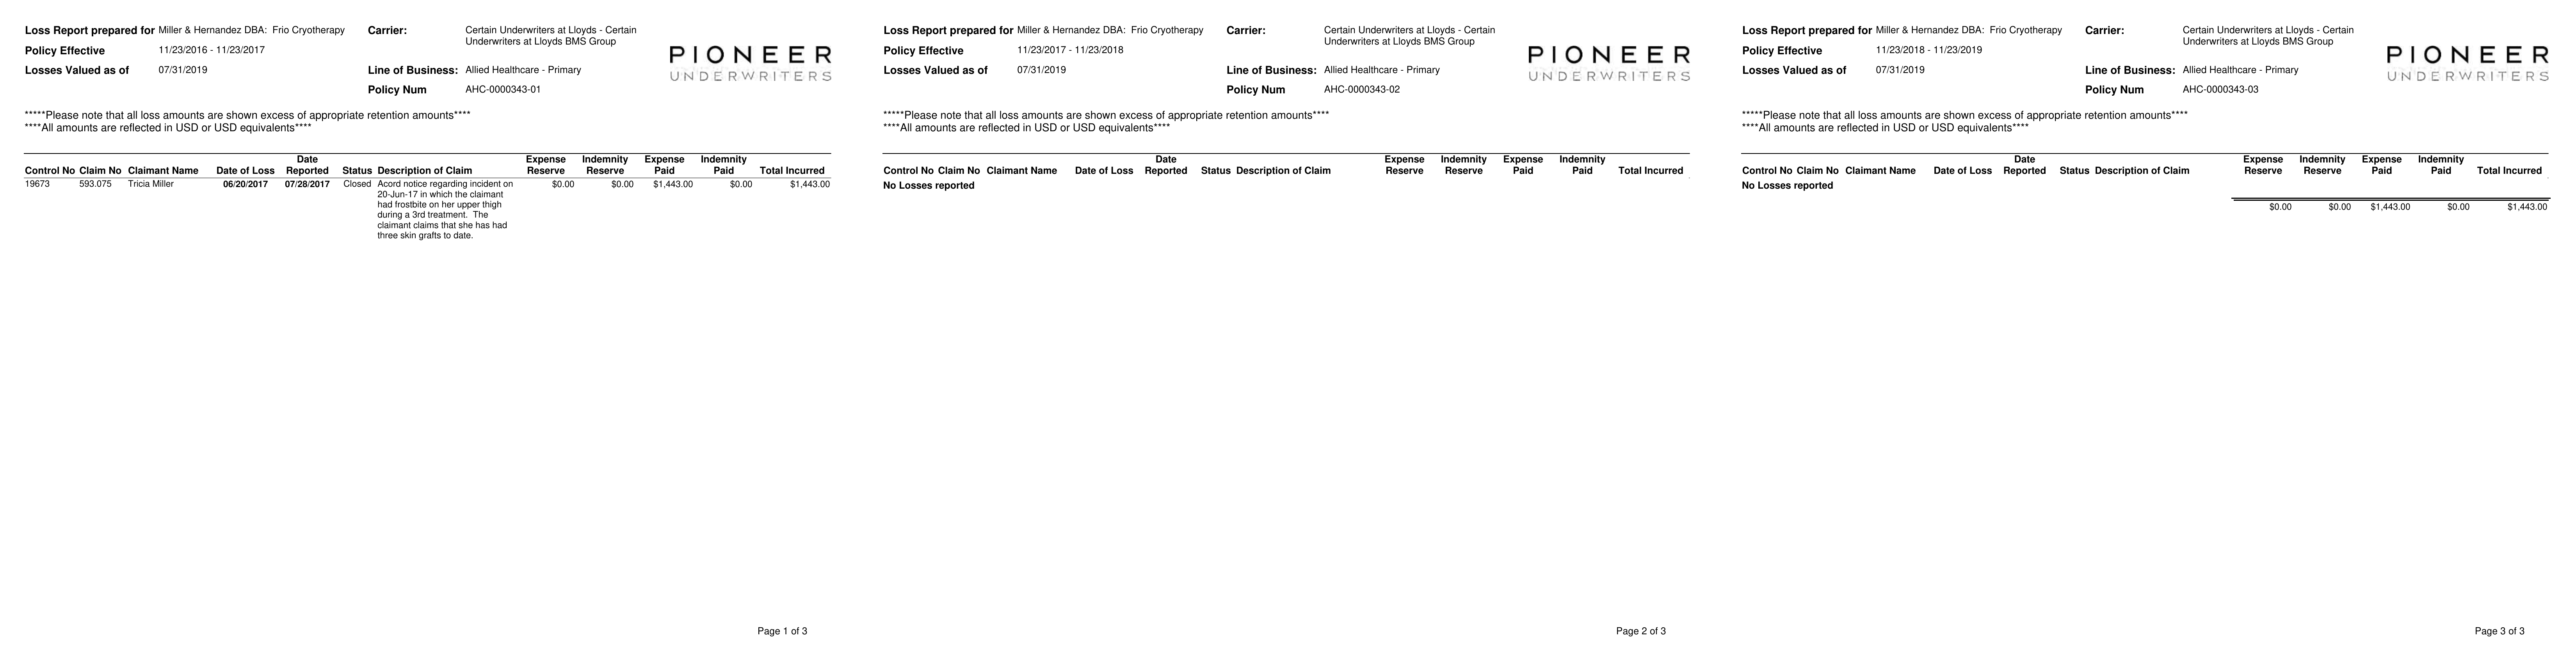 Loss Report prepared for Miller & Hernandez DBA:  Frio Cryotherapy Carrier: Certain Underwriters at Lloyds - Certain
Underwriters at Lloyds BMS Group
Policy Effective 11/23/2016 - 11/23/2017
PIONEER
UNDERWRITERS
Losses Valued as of 07/31/2019 Line of Business: Allied Healthcare - Primary
Policy Num AHC-0000343-01
*****Please note that all loss amounts are shown excess of appropriate retention amounts****
****All amounts are reflected in USD or USD equivalents****
Date Expense Indemnity Expense Indemnity
Control No Claim No Claimant Name Date of Loss Reported Status Description of Claim Reserve Reserve Paid Paid Total Incurred
19673 593.075 Tricia Miller 06/20/2017 07/28/2017 Closed Acord notice regarding incident on $0.00 $0.00 $1,443.00 $0.00 $1,443.00
20-Jun-17 in which the claimant
had frostbite on her upper thigh
during a 3rd treatment.  The
claimant claims that she has had
three skin grafts to date.
Page 1 of 3
Loss Report prepared for Miller & Hernandez DBA:  Frio Cryotherapy Carrier: Certain Underwriters at Lloyds - Certain
Underwriters at Lloyds BMS Group
Policy Effective 11/23/2017 - 11/23/2018
PIONEER
UNDERWRITERS
Losses Valued as of 07/31/2019 Line of Business: Allied Healthcare - Primary
Policy Num AHC-0000343-02
*****Please note that all loss amounts are shown excess of appropriate retention amounts****
****All amounts are reflected in USD or USD equivalents****
Date Expense Indemnity Expense Indemnity
Control No Claim No Claimant Name Date of Loss Reported Status Description of Claim Reserve Reserve Paid Paid Total Incurred
No Losses reported
Page 2 of 3
Loss Report prepared for Miller & Hernandez DBA:  Frio Cryotherapy Carrier: Certain Underwriters at Lloyds - Certain
Underwriters at Lloyds BMS Group
Policy Effective 11/23/2018 - 11/23/2019
PIONEER
UNDERWRITERS
Losses Valued as of 07/31/2019 Line of Business: Allied Healthcare - Primary
Policy Num AHC-0000343-03
*****Please note that all loss amounts are shown excess of appropriate retention amounts****
****All amounts are reflected in USD or USD equivalents****
Date Expense Indemnity Expense Indemnity
Control No Claim No Claimant Name Date of Loss Reported Status Description of Claim Reserve Reserve Paid Paid Total Incurred
No Losses reported
$0.00 $0.00 $1,443.00 $0.00 $1,443.00
Page 3 of 3